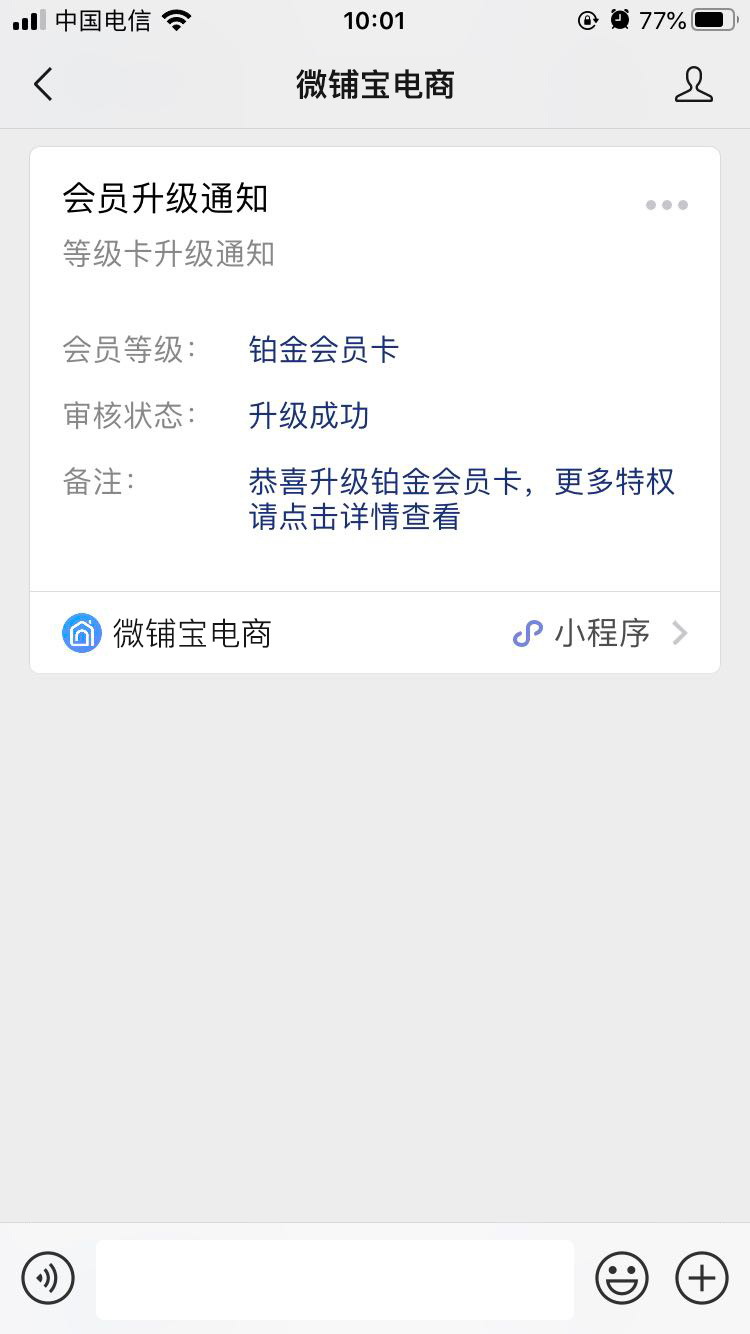 中国电信
10:01
77%
微铺宝电商
会员升级通知
等级卡升级通知
会员等级： 铂金会员卡
审核状态： 升级成功
备注： 恭喜升级铂金会员卡，更多特权
请点击详情查看
微铺宝电商 小程序